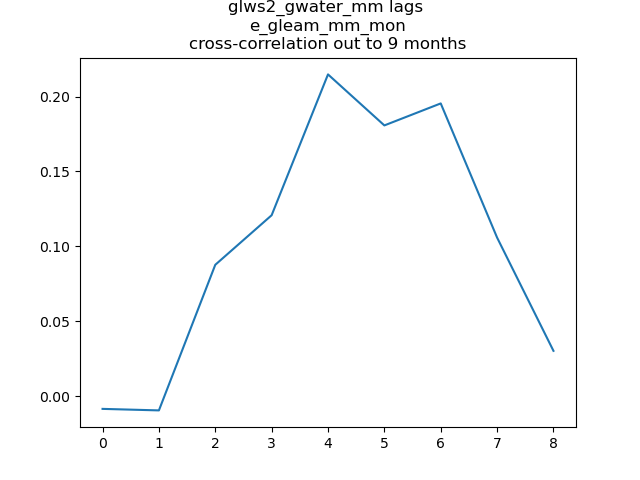 glws2_gwater_mm lags
e_gleam_mm_mon
cross-correlation out to 9 months
0.20
0.15
0.10
0.05
0.00
0 1 2 3 4 5 6 7 8